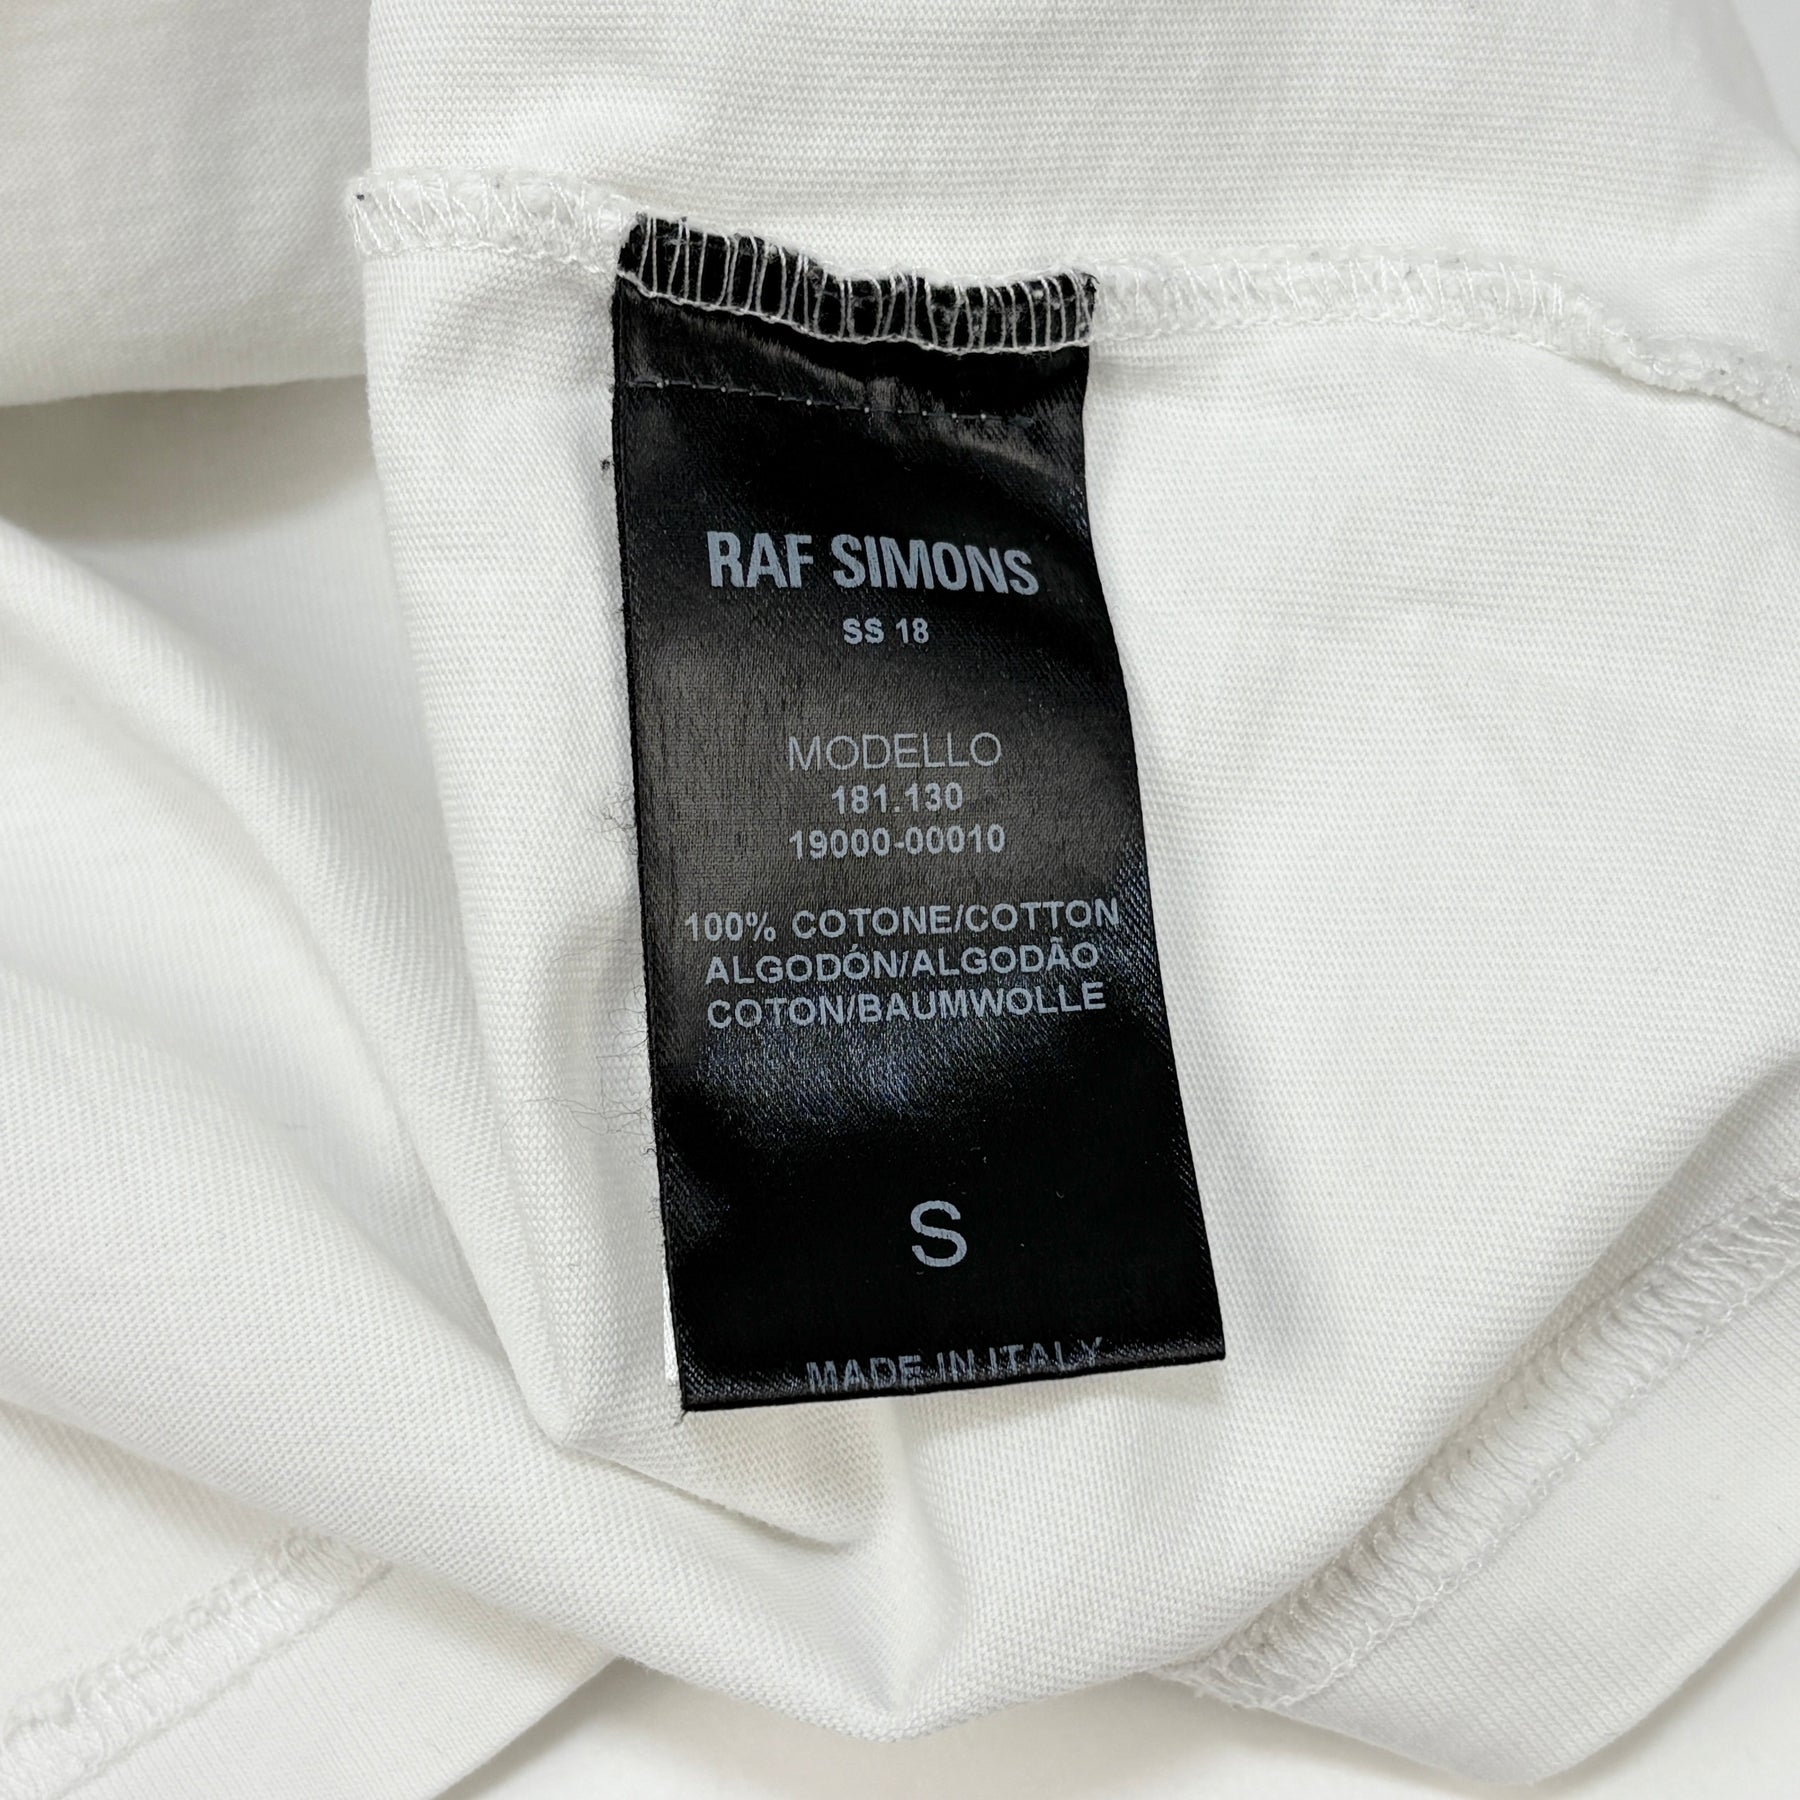 RAF SIMONS
SS 18
MODELLO
181.130
19000-00010
100% COTONE/COTTON
ALGODÓN/ALGODÃO
COTON/BAUMWOLLE
S
MADE IN ITALY